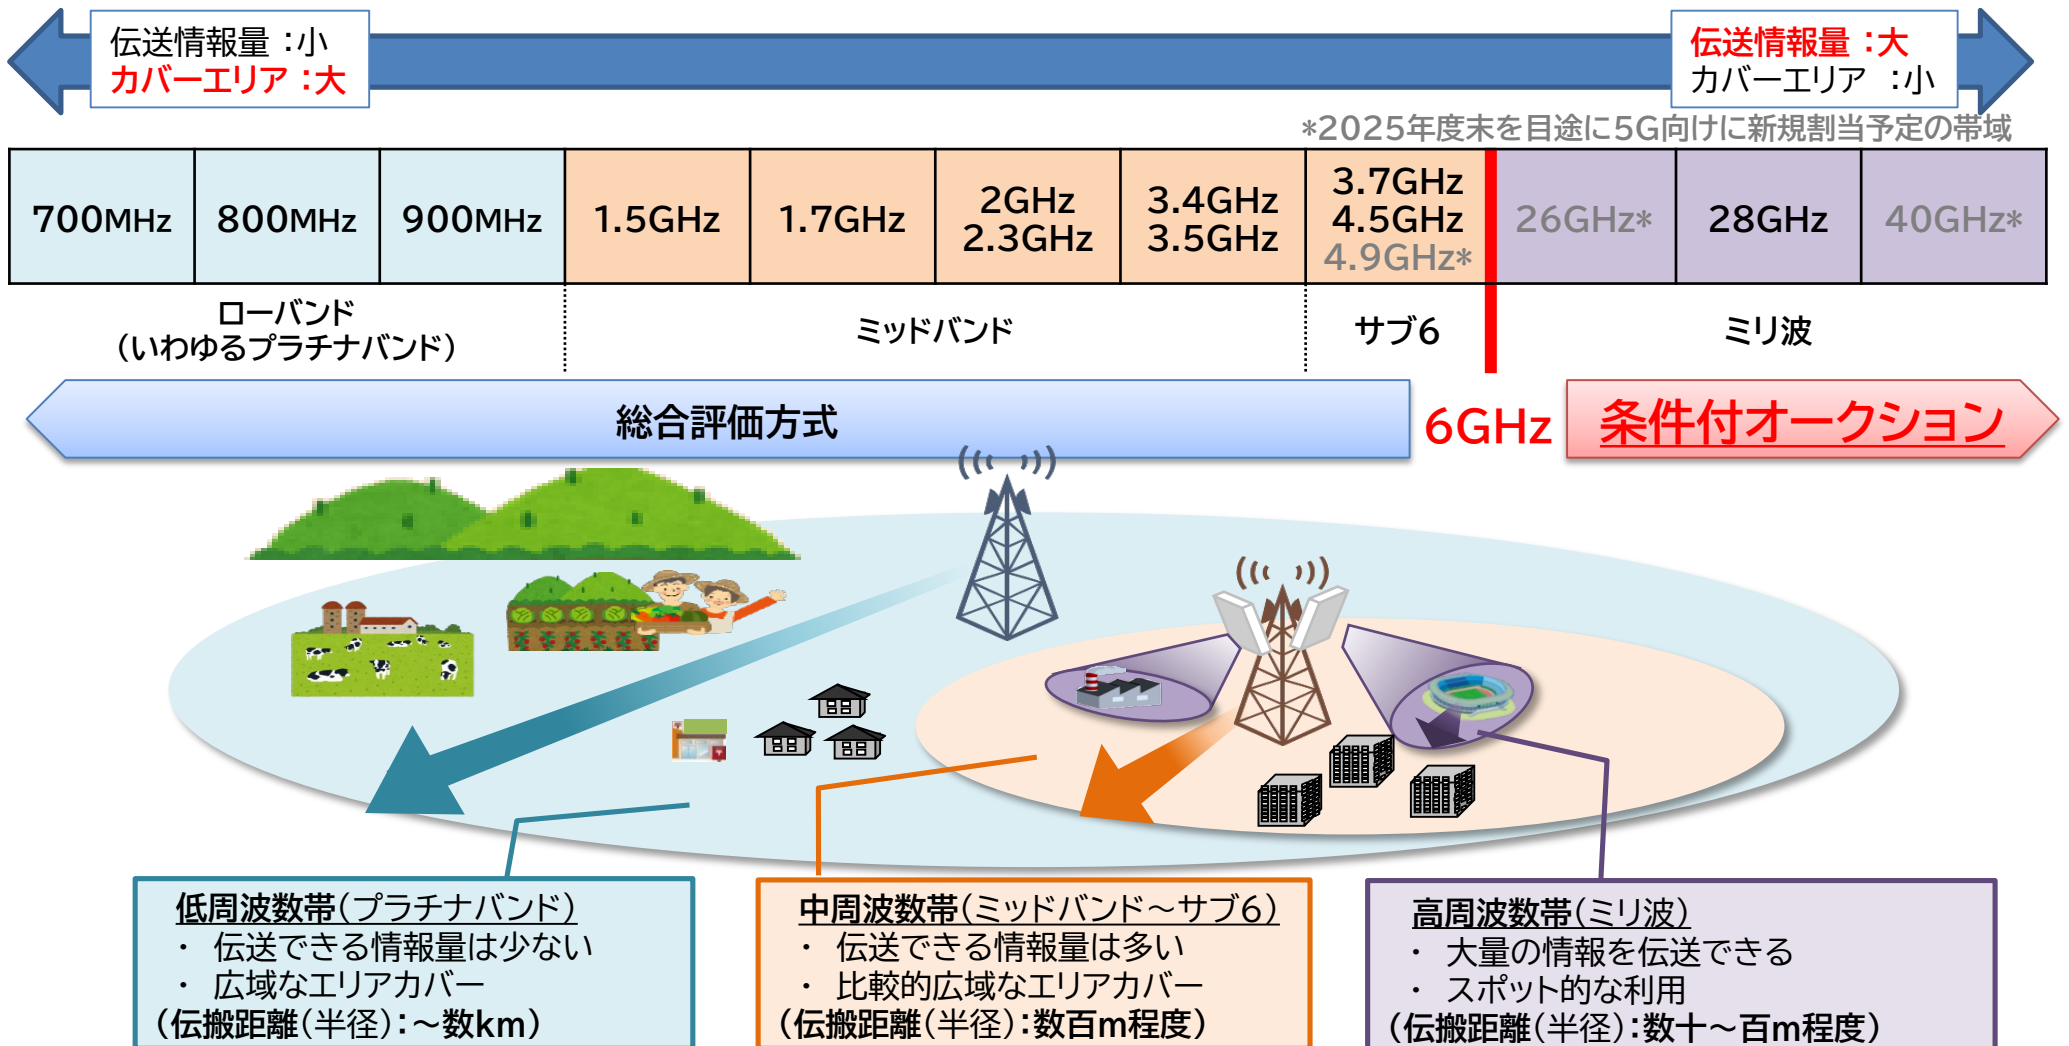 伝送情報量：小
カバーエリア：大
伝送情報量：大
カバーエリア ：小
*2025年度末を目途に5G向けに新規割当予定の帯域
700MHz
800MHz
900MHz
1.5GHz
1.7GHz
2GHz
2.3GHz
3.4GHz
3.5GHz
3.7GHz
4.5GHz
4.9GHz*
26GHz*
28GHz
40GHz*
ローバンド
（いわゆるプラチナバンド）
ミッドバンド
サブ6
ミリ波
総合評価方式
6GHz
条件付オークション
低周波数帯(プラチナバンド)
・ 伝送できる情報量は少ない
・ 広域なエリアカバー
（伝搬距離(半径)：～数km）
中周波数帯(ミッドバンド～サブ6)
・ 伝送できる情報量は多い
・ 比較的広域なエリアカバー
（伝搬距離(半径)：数百m程度）
高周波数帯(ミリ波)
・ 大量の情報を伝送できる
・ スポット的な利用
（伝搬距離(半径)：数十～百m程度）